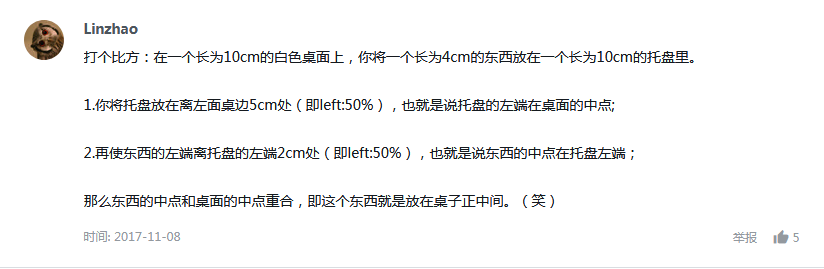 Linzhao
打个比方：在一个长为10cm的白色桌面上，你将一个长为4cm的东西放在一个长为10cm的托盘里。
1.你将托盘放在离左面桌边5cm处（即left:50%），也就是说托盘的左端在桌面的中点;
2.再使东西的左端离托盘的左端2cm处（即left:50%），也就是说东西的中点在托盘左端；
那么东西的中点和桌面的中点重合，即这个东西就是放在桌子正中间。（笑）
时间: 2017-11-08 举报 5